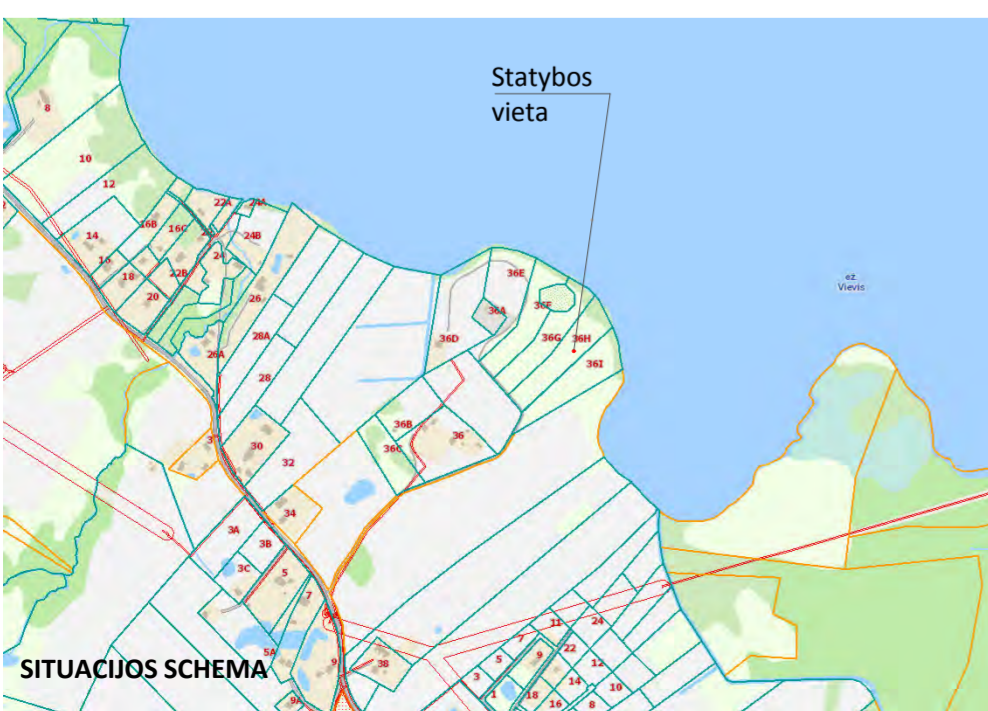 Statybos
vieta
8
10
12
22A
24A
16B
16C
24B
14
24
16
18
22B
20
26
36E
36A
36F
ež.
Vievis
36D
36G
36H
28A
26A
36I
28
36B
36
30
36C
32
34
3A
3B
3C
5
7
11
24
7
9
22
5A
9
38
5
12
3
14
10
1
18
9A
16
8
SITUACIJOS SCHEMA